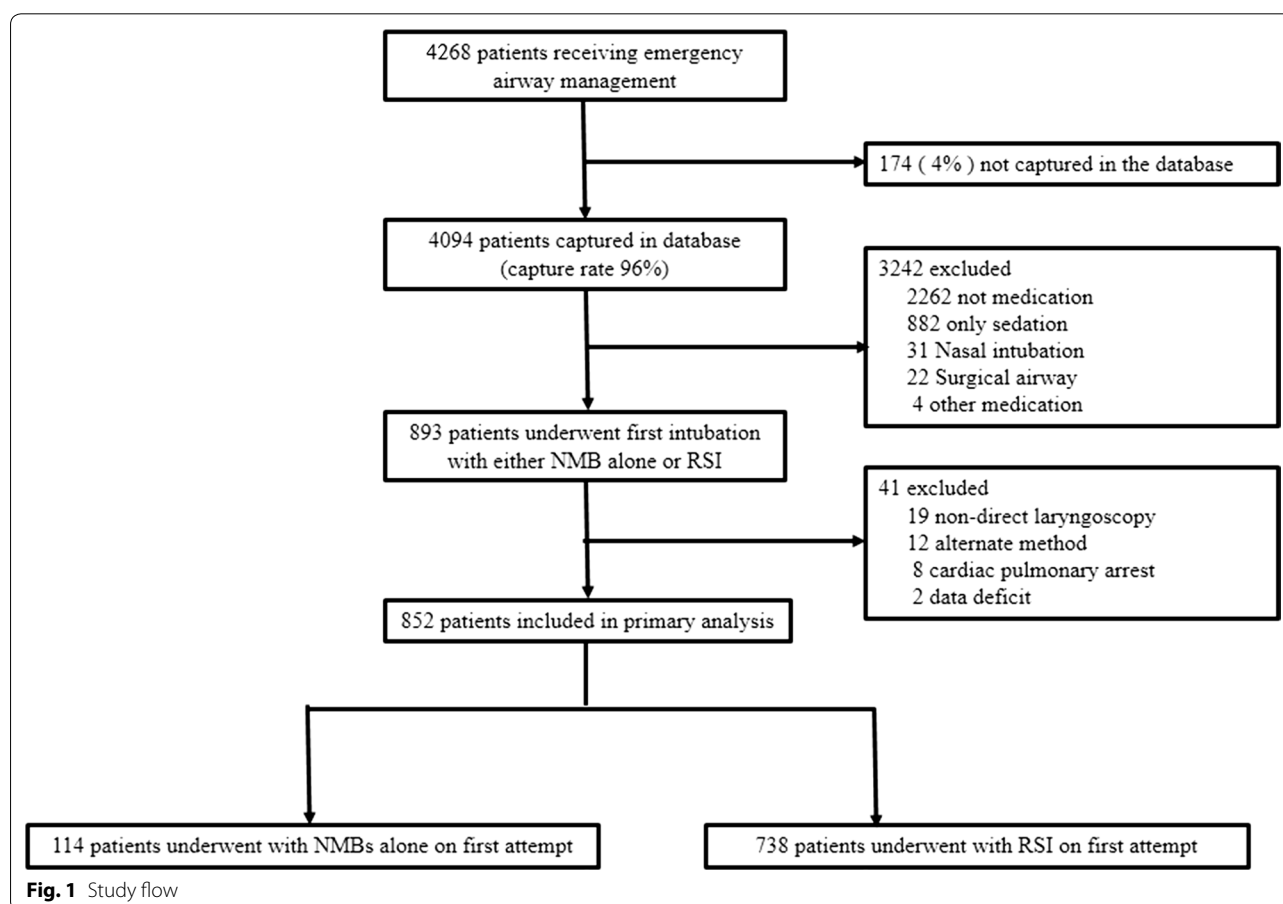 4268 patients receiving emergency
airway management
174 ( 4% ) not captured in the database
4094 patients captured in database
(capture rate 96%)
3242 excluded
2262 not medication
882 only sedation
31 Nasal intubation
22 Surgical airway
4 other medication
893 patients underwent first intubation
with either NMB alone or RSI
41 excluded
19 non-direct laryngoscopy
12 alternate method
8 cardiac pulmonary arrest
2 data deficit
852 patients included in primary analysis
114 patients underwent with NMBs alone on first attempt
738 patients underwent with RSI on first attempt
Fig. 1 Study flow